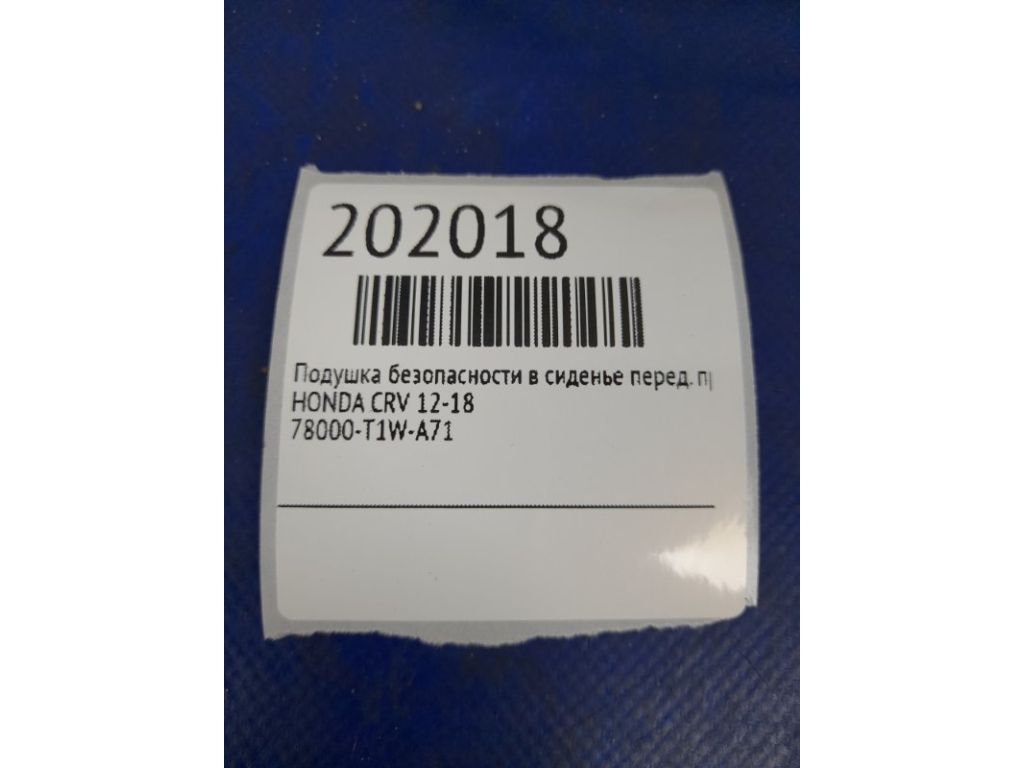 202018
Подушка безопасности в сиденье перед. п
HONDA CRV 12-18
78000-T1W-A71